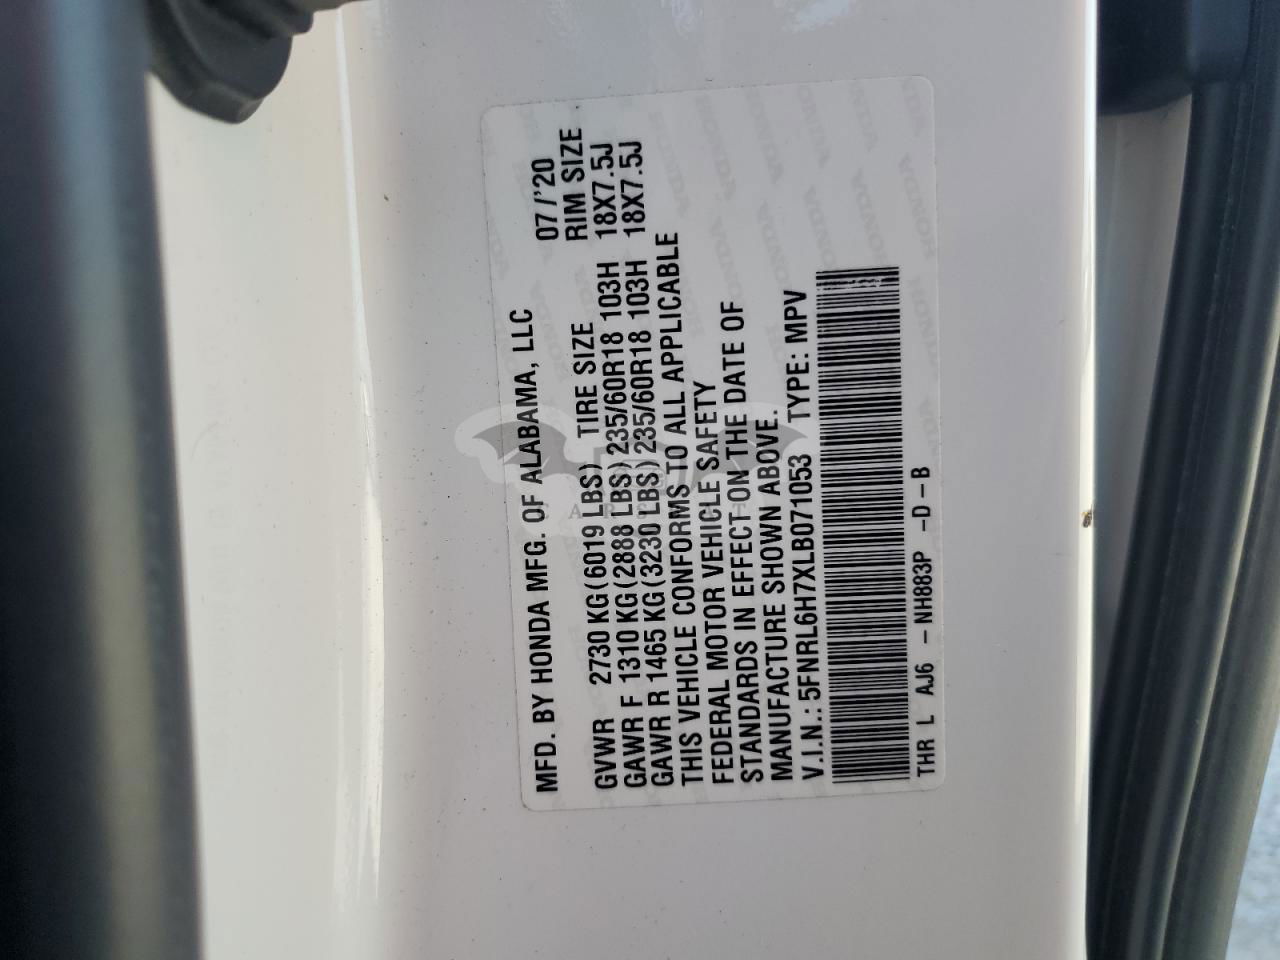 MFD. BY HONDA MFG. OF ALABAMA, LLC 07/'20
GVWR 2730 KG(6019 LBS) TIRE SIZE RIM SIZE
GAWR F 1310 KG(2888 LBS) 235/60R18 103H 18X7.5J
GAWR R 1465 KG(3230 LBS) 235/60R18 103H 18X7.5J
THIS VEHICLE CONFORMS TO ALL APPLICABLE
FEDERAL MOTOR VEHICLE SAFETY
STANDARDS IN EFFECT ON THE DATE OF
MANUFACTURE SHOWN ABOVE.
V.I.N.: 5FNRL6H7XLB071053 TYPE: MPV
THR L AJ6 - NH883P -D-B